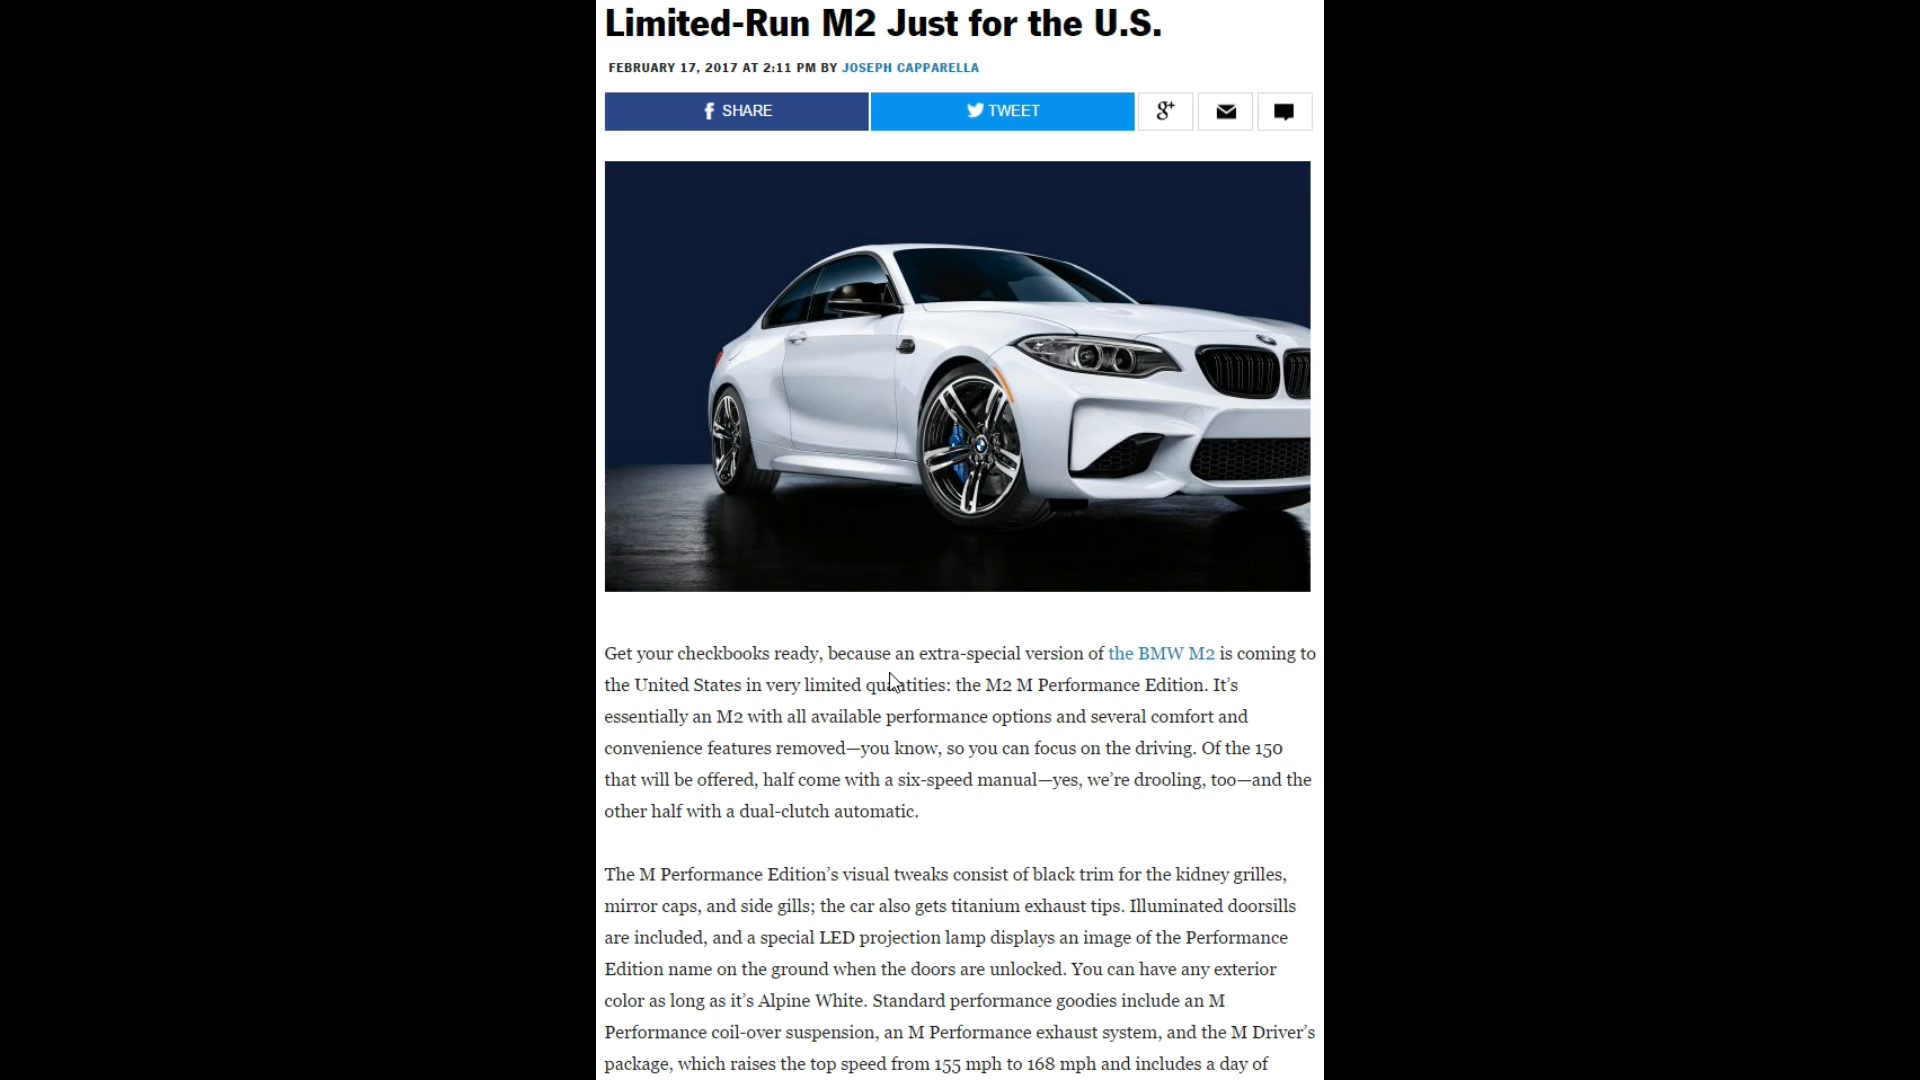 Limited-Run M2 Just for the U.S.
FEBRUARY 17, 2017 AT 2:11 PM BY JOSEPH CAPPARELLA
SHARE
TWEET
g+
Get your checkbooks ready, because an extra-special version of the BMW M2 is coming to
the United States in very limited quantities: the M2 M Performance Edition. It’s
essentially an M2 with all available performance options and several comfort and
convenience features removed—you know, so you can focus on the driving. Of the 150
that will be offered, half come with a six-speed manual—yes, we’re drooling, too—and the
other half with a dual-clutch automatic.
The M Performance Edition’s visual tweaks consist of black trim for the kidney grilles,
mirror caps, and side gills; the car also gets titanium exhaust tips. Illuminated doorsills
are included, and a special LED projection lamp displays an image of the Performance
Edition name on the ground when the doors are unlocked. You can have any exterior
color as long as it’s Alpine White. Standard performance goodies include an M
Performance coil-over suspension, an M Performance exhaust system, and the M Driver’s
package, which raises the top speed from 155 mph to 168 mph and includes a day of